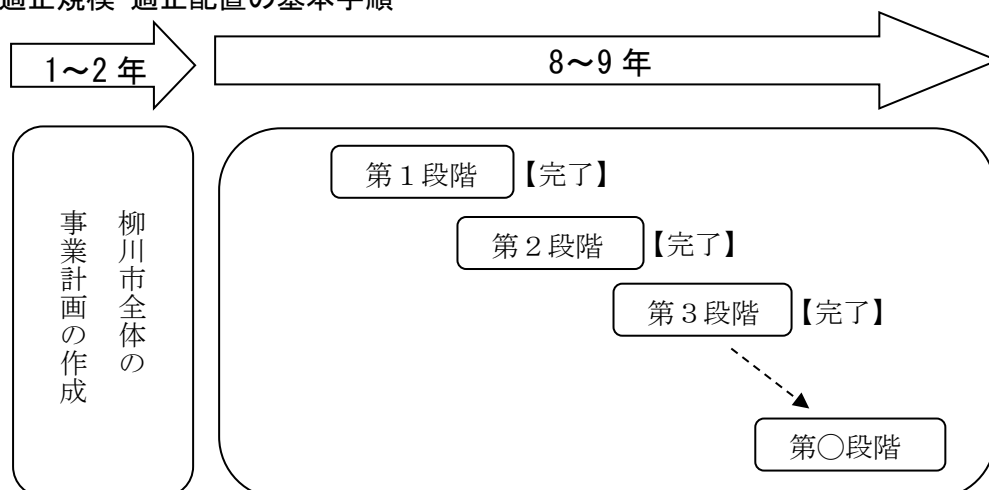 適正規模・適正配置の基本手順
1～2 年
8～9 年
柳川市全体の
事業計画の作成
第１段階
【完了】
第２段階
【完了】
第３段階
【完了】
第○段階